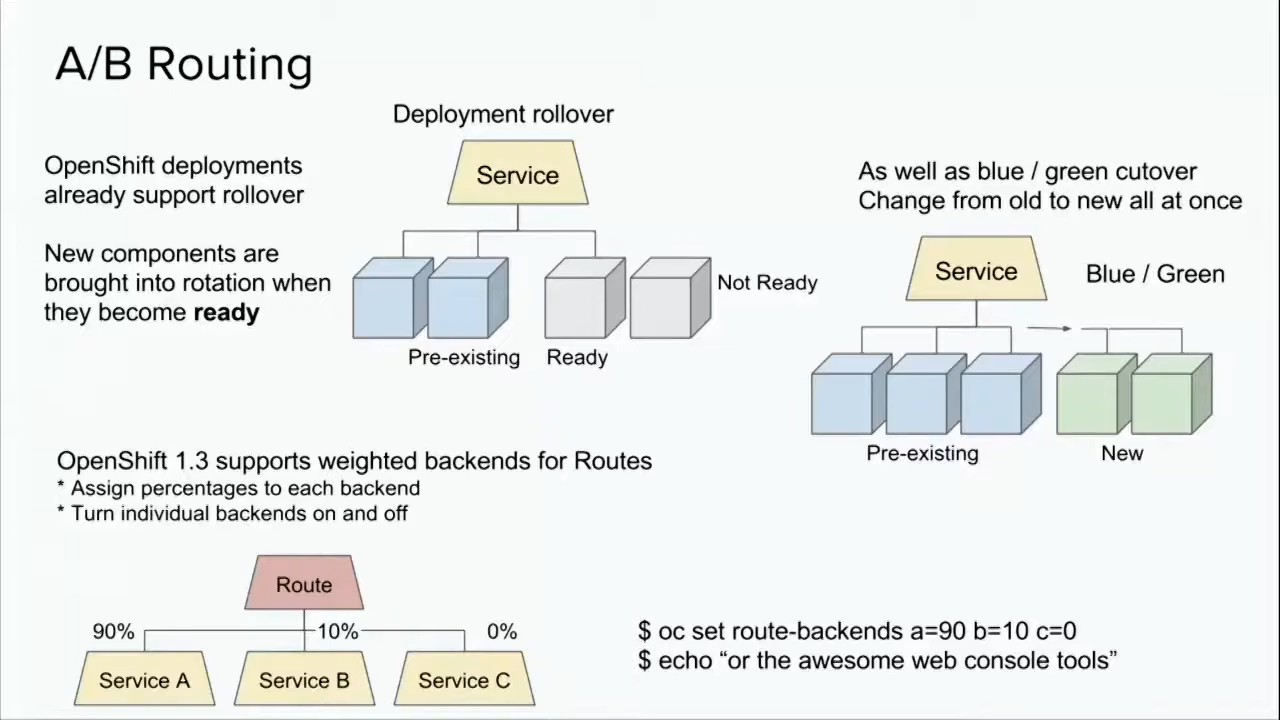 A/B Routing
Deployment rollover
OpenShift deployments
already support rollover
New components are
brought into rotation when
they become ready
Service
Not Ready
Pre-existing
Ready
As well as blue / green cutover
Change from old to new all at once
Service
Blue / Green
Pre-existing
New
OpenShift 1.3 supports weighted backends for Routes
* Assign percentages to each backend
* Turn individual backends on and off
Route
90%
10%
0%
Service A
Service B
Service C
$ oc set route-backends a=90 b=10 c=0
$ echo “or the awesome web console tools”